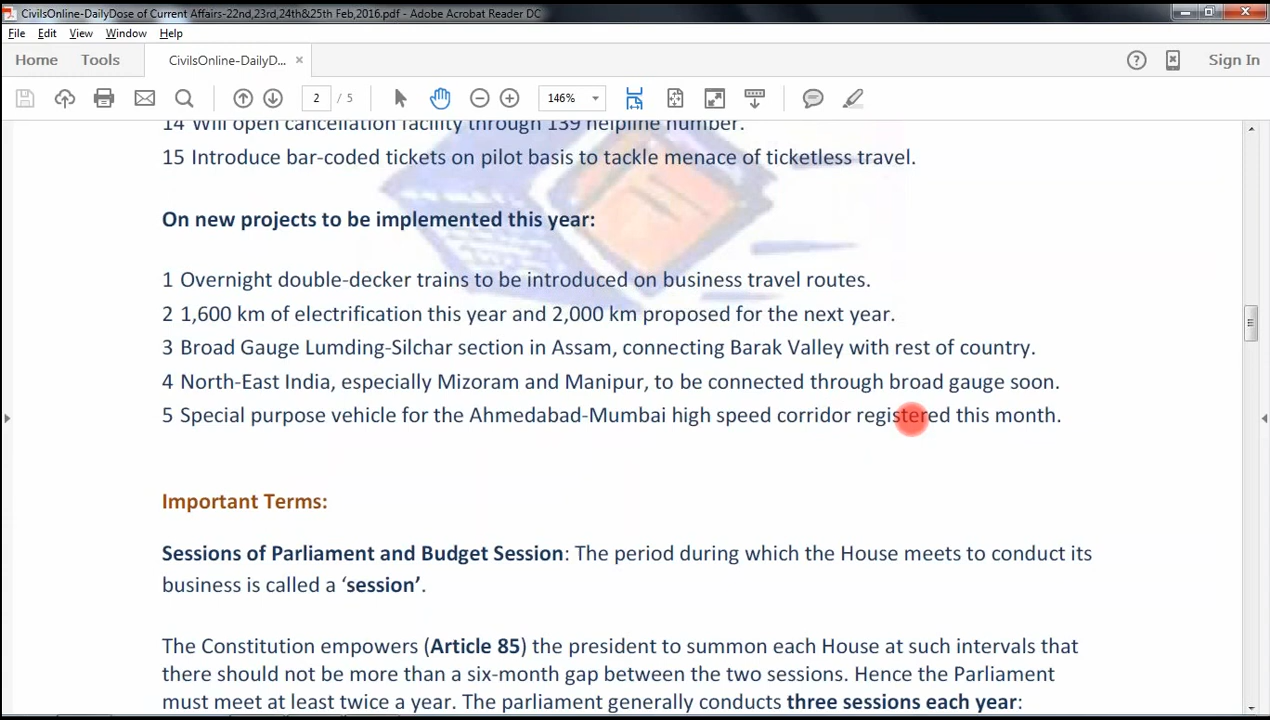 CivilsOnline-DailyDose of Current Affairs-22nd,23rd,24th&25th Feb,2016.pdf - Adobe Acrobat Reader DC
File Edit View Window Help
Home Tools CivilsOnline-DailyD... × Sign In
2 / 5 146%
14 Will open cancellation facility through 139 helpline number.
15 Introduce bar-coded tickets on pilot basis to tackle menace of ticketless travel.
On new projects to be implemented this year:
1 Overnight double-decker trains to be introduced on business travel routes.
2 1,600 km of electrification this year and 2,000 km proposed for the next year.
3 Broad Gauge Lumding-Silchar section in Assam, connecting Barak Valley with rest of country.
4 North-East India, especially Mizoram and Manipur, to be connected through broad gauge soon.
5 Special purpose vehicle for the Ahmedabad-Mumbai high speed corridor registered this month.
Important Terms:
Sessions of Parliament and Budget Session: The period during which the House meets to conduct its
business is called a ‘session’.
The Constitution empowers (Article 85) the president to summon each House at such intervals that
there should not be more than a six-month gap between the two sessions. Hence the Parliament
must meet at least twice a year. The parliament generally conducts three sessions each year: